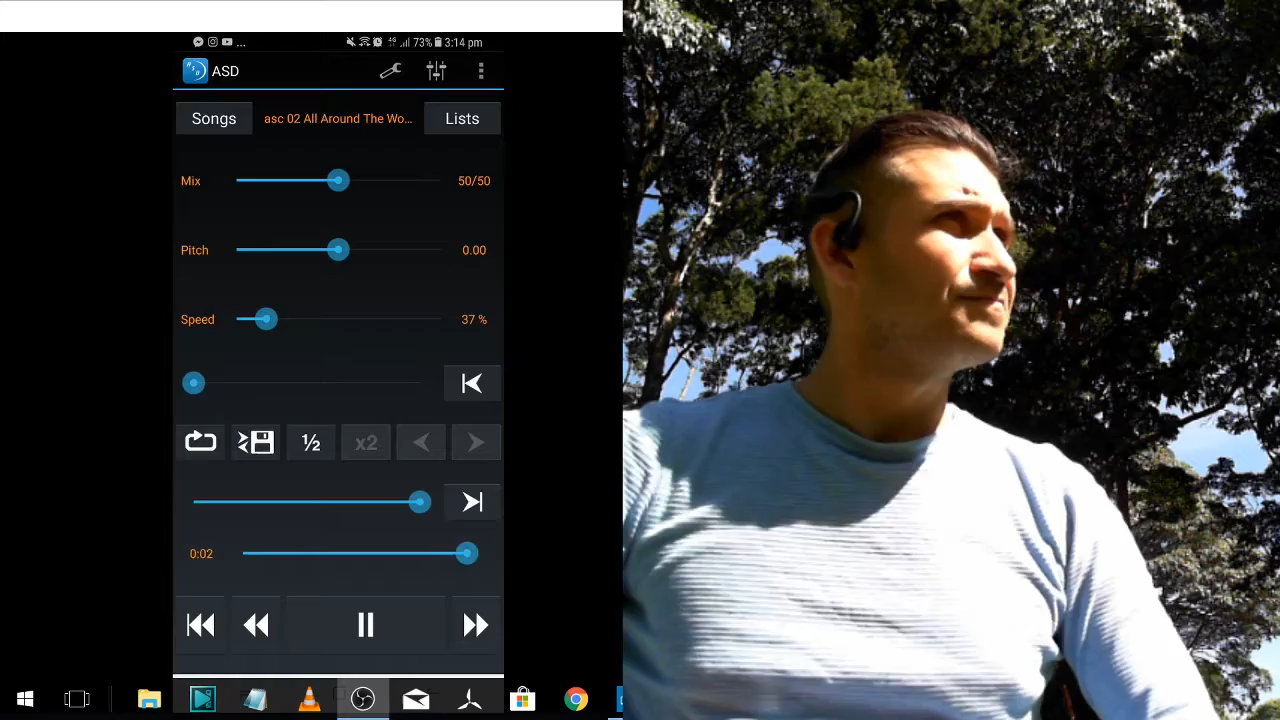 ... 4G 73% 3:14 pm
ASD
Songs asc 02 All Around The Wo... Lists
Mix 50/50
Pitch 0.00
Speed 37 %
½ x2
0:02